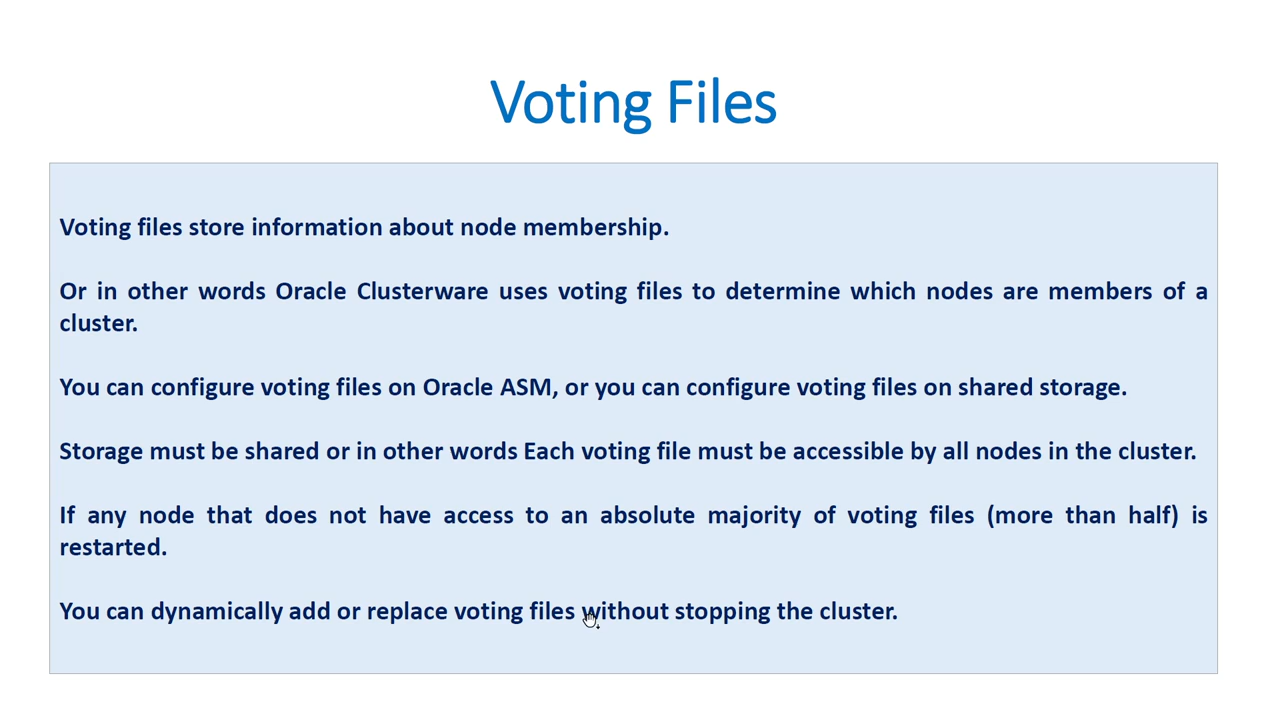 Voting Files
Voting files store information about node membership.
Or in other words Oracle Clusterware uses voting files to determine which nodes are members of a
cluster.
You can configure voting files on Oracle ASM, or you can configure voting files on shared storage.
Storage must be shared or in other words Each voting file must be accessible by all nodes in the cluster.
If any node that does not have access to an absolute majority of voting files (more than half) is
restarted.
You can dynamically add or replace voting files without stopping the cluster.